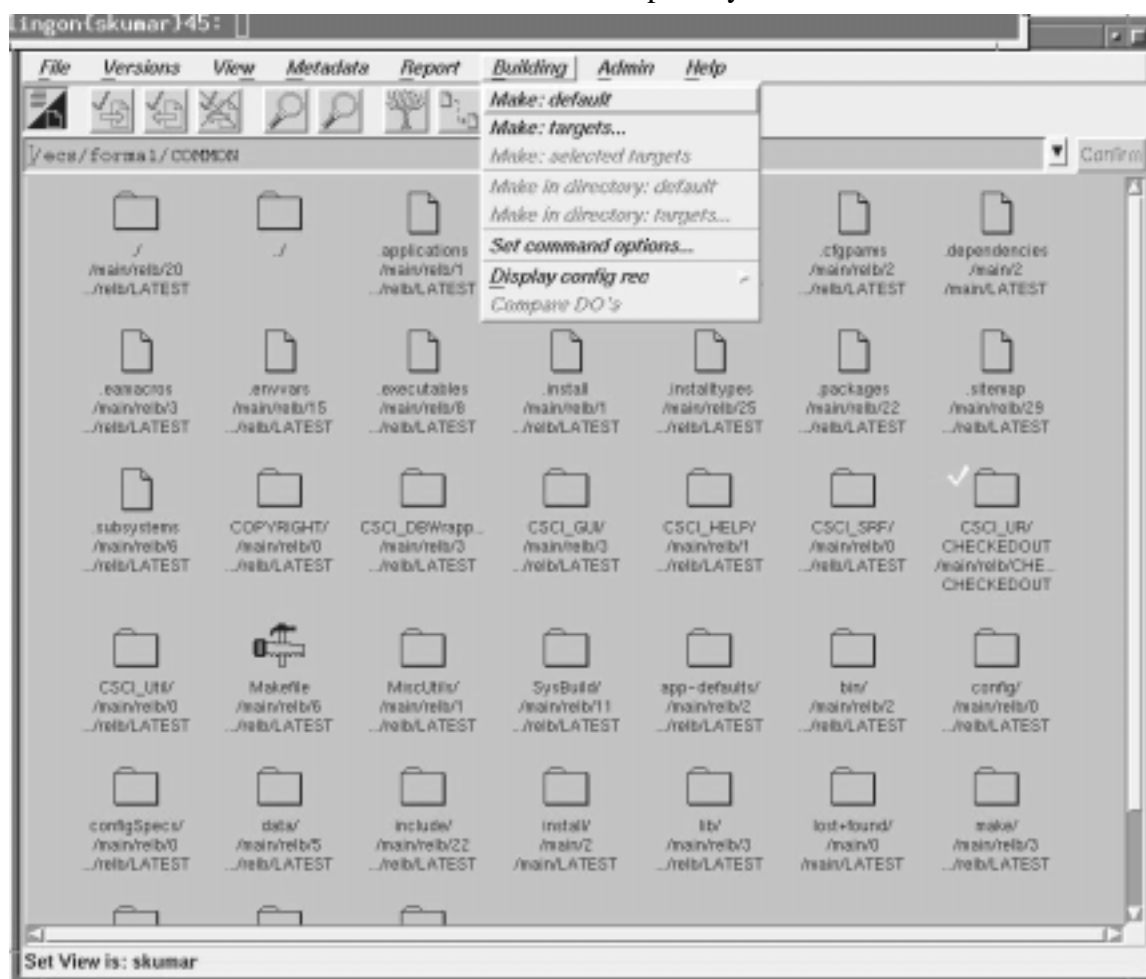 lingon{skumar}45:
File Versions View Metadata Report Building Admin Help
Make: default
Make: targets...
Make: selected targets
Make in directory: default
Make in directory: targets...
Set command options...
Display config rec
Compare DO's
/ecs/formal/COMMON
Confirm
./ ../ .applications .cfgparms .dependencies
/main/relb/20 /main/relb/1 /main/relb/2 /main/2
../relb/LATEST ../relb/LATEST ../relb/LATEST /main/LATEST
.eamacros .envvars .executables .install .installtypes .packages .sitemap
/main/relb/3 /main/relb/15 /main/relb/8 /main/relb/1 /main/relb/25 /main/relb/22 /main/relb/29
../relb/LATEST ../relb/LATEST ../relb/LATEST ../relb/LATEST ../relb/LATEST ../relb/LATEST ../relb/LATEST
.subsystems COPYRIGHT/ CSCI_DBWrapp... CSCI_GUI/ CSCI_HELP/ CSCI_SRF/ CSCI_UR/
/main/relb/6 /main/relb/0 /main/relb/3 /main/relb/3 /main/relb/1 /main/relb/0 CHECKEDOUT
../relb/LATEST ../relb/LATEST ../relb/LATEST ../relb/LATEST ../relb/LATEST ../relb/LATEST /main/relb/CHE...
CHECKEDOUT
CSCI_Util/ Makefile MiscUtils/ SysBuild/ app-defaults/ bin/ config/
/main/relb/0 /main/relb/6 /main/relb/1 /main/relb/11 /main/relb/2 /main/relb/2 /main/relb/0
../relb/LATEST ../relb/LATEST ../relb/LATEST ../relb/LATEST ../relb/LATEST ../relb/LATEST ../relb/LATEST
configSpecs/ data/ include/ install/ lib/ lost+found/ make/
/main/relb/0 /main/relb/5 /main/relb/22 /main/2 /main/relb/3 /main/0 /main/relb/3
../relb/LATEST ../relb/LATEST ../relb/LATEST /main/LATEST ../relb/LATEST /main/LATEST ../relb/LATEST
Set View is: skumar